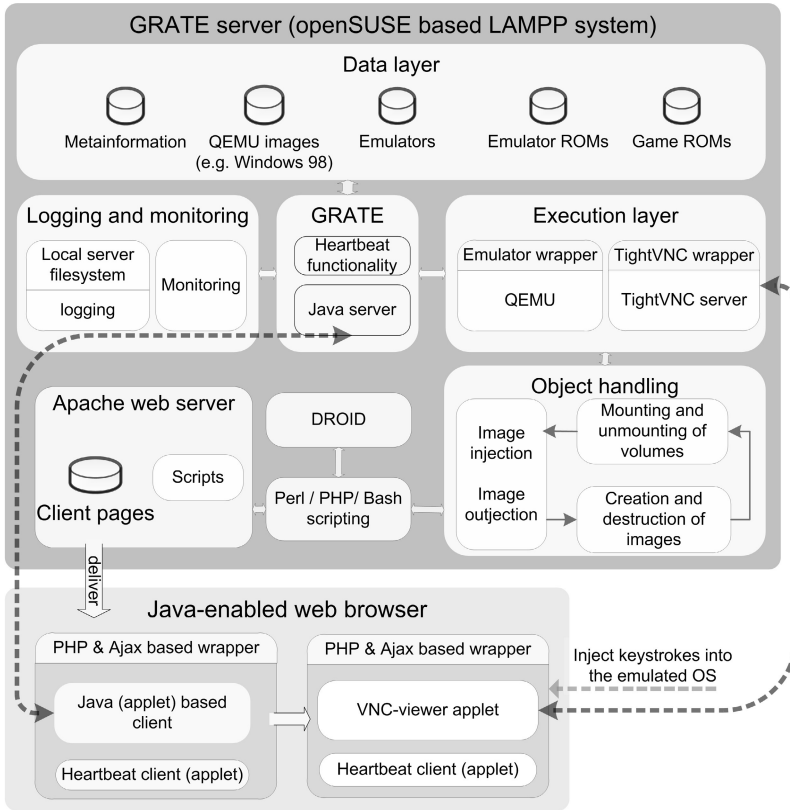 GRATE server (openSUSE based LAMPP system)
Data layer
Metainformation
QEMU images
(e.g. Windows 98)
Emulators
Emulator ROMs
Game ROMs
Logging and monitoring
Local server
filesystem
logging
Monitoring
GRATE
Heartbeat
functionality
Java server
Execution layer
Emulator wrapper
QEMU
TightVNC wrapper
TightVNC server
Apache web server
Client pages
Scripts
DROID
Perl / PHP/ Bash
scripting
Object handling
Image
injection
Image
outjection
Mounting and
unmounting of
volumes
Creation and
destruction of
images
deliver
Java-enabled web browser
PHP & Ajax based wrapper
Java (applet) based
client
Heartbeat client (applet)
PHP & Ajax based wrapper
VNC-viewer applet
Heartbeat client (applet)
Inject keystrokes into
the emulated OS